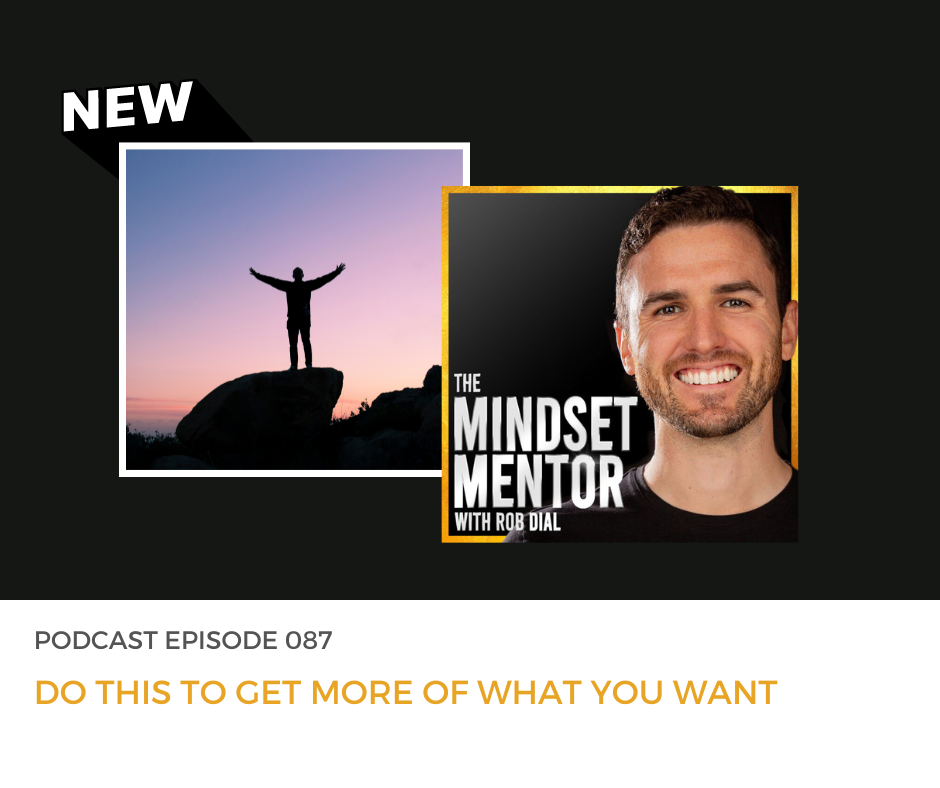 NEW
THE
MINDSET
MENTOR
WITH ROB DIAL
PODCAST EPISODE 087
DO THIS TO GET MORE OF WHAT YOU WANT